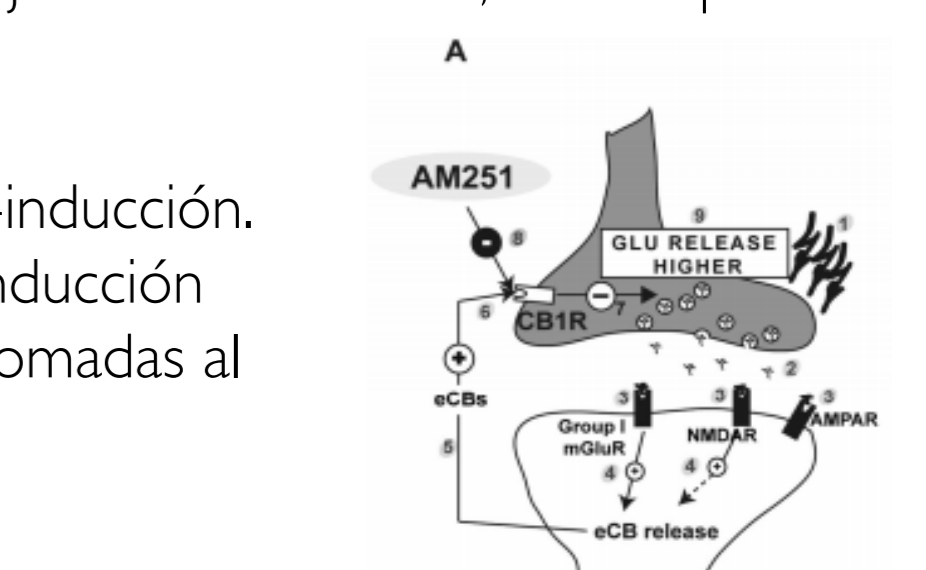 -inducción.
nducción
omadas al
A
AM251
8
9
1
GLU RELEASE
HIGHER
6
7
CB1R
2
eCBs
3
3
3
AMPAR
Group I
mGluR
NMDAR
5
4
4
eCB release